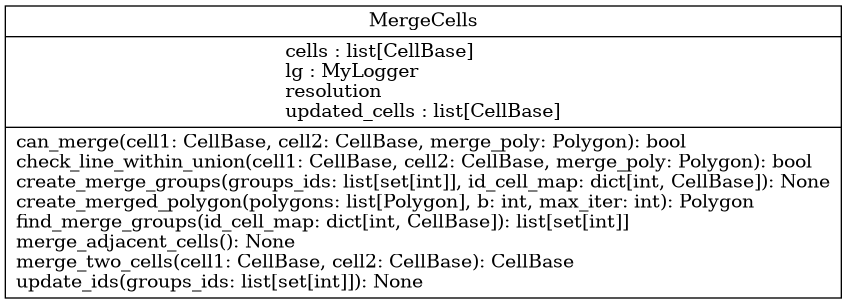 MergeCells
cells : list[CellBase]
lg : MyLogger
resolution
updated_cells : list[CellBase]
can_merge(cell1: CellBase, cell2: CellBase, merge_poly: Polygon): bool
check_line_within_union(cell1: CellBase, cell2: CellBase, merge_poly: Polygon): bool
create_merge_groups(groups_ids: list[set[int]], id_cell_map: dict[int, CellBase]): None
create_merged_polygon(polygons: list[Polygon], b: int, max_iter: int): Polygon
find_merge_groups(id_cell_map: dict[int, CellBase]): list[set[int]]
merge_adjacent_cells(): None
merge_two_cells(cell1: CellBase, cell2: CellBase): CellBase
update_ids(groups_ids: list[set[int]]): None